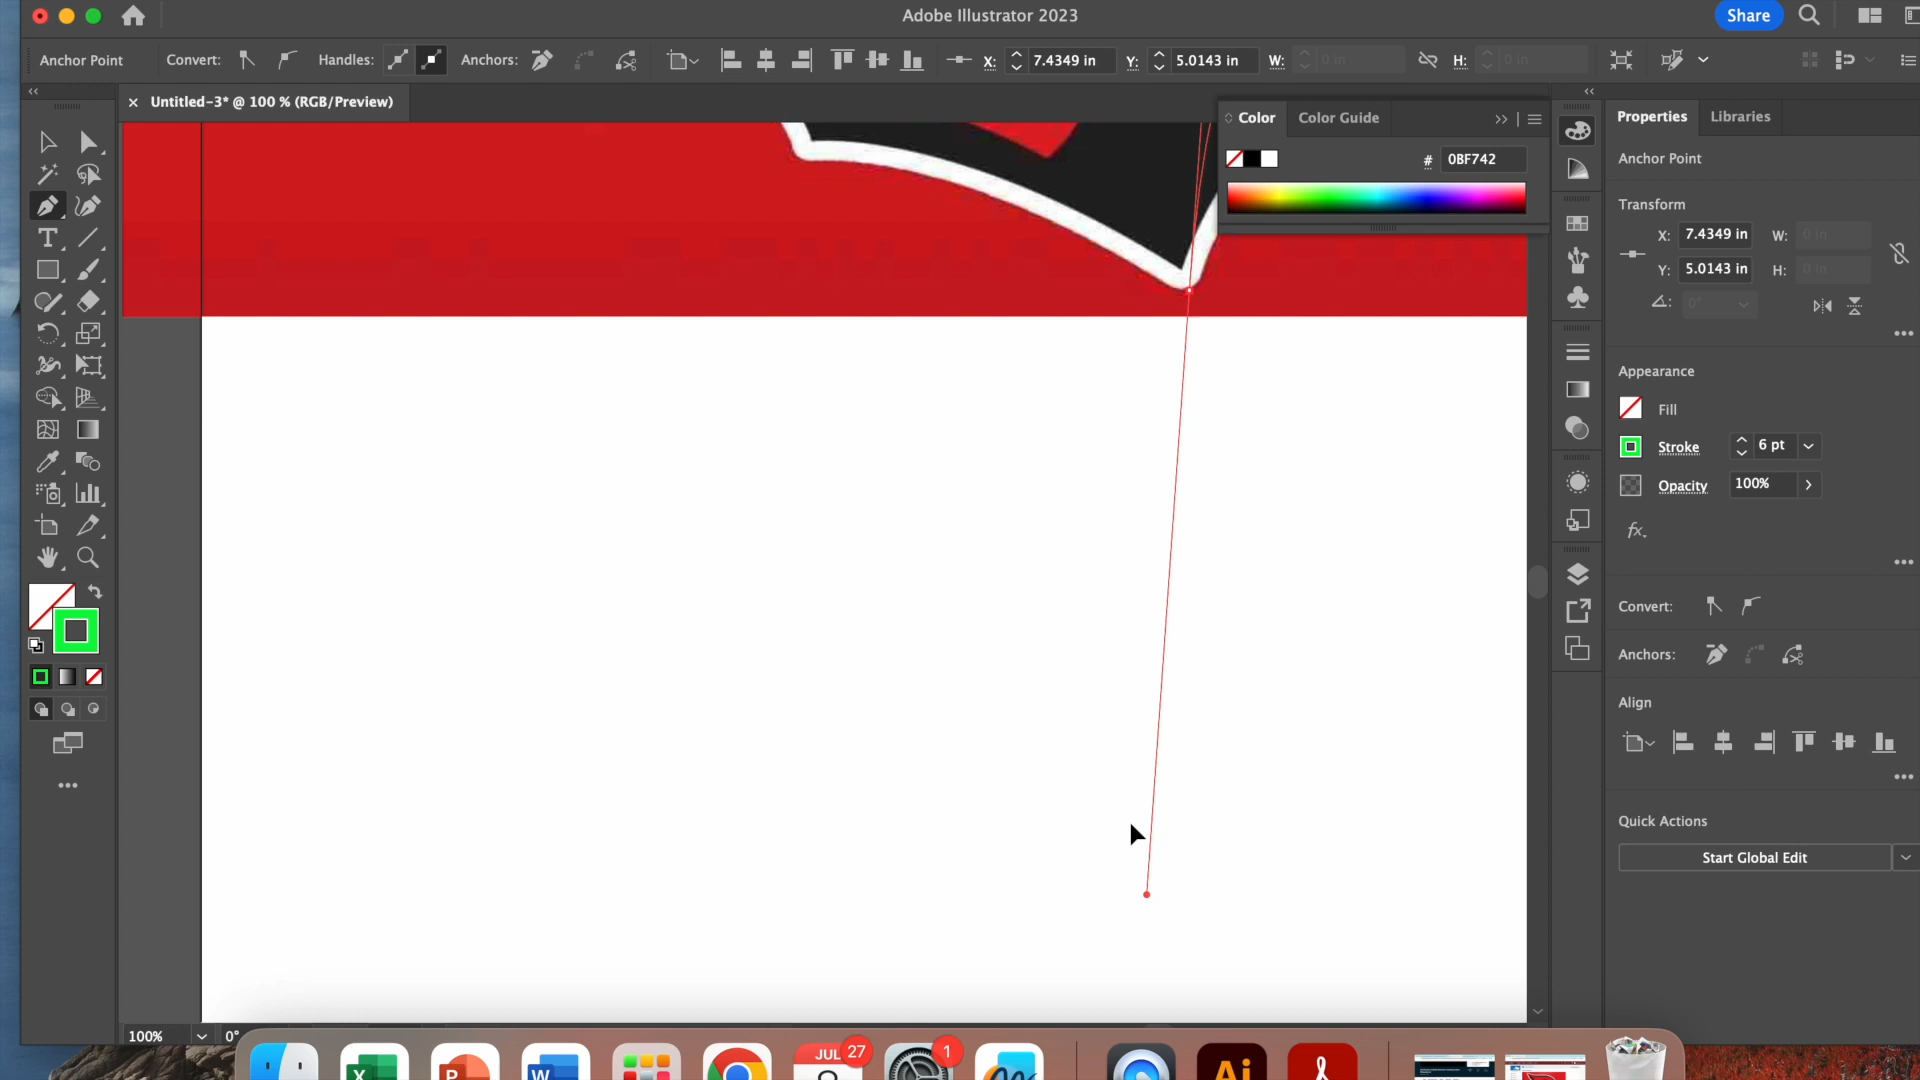 Adobe Illustrator 2023
Share
Anchor Point
Convert:
Handles:
Anchors:
X: 7.4349 in
Y: 5.0143 in
W: 0 in
H: 0 in
Untitled-3* @ 100 % (RGB/Preview)
Color
Color Guide
# 0BF742
Properties
Libraries
Anchor Point
Transform
X: 7.4349 in
W: 0 in
Y: 5.0143 in
H: 0 in
0°
Appearance
Fill
Stroke
6 pt
Opacity
100%
fx.
Convert:
Anchors:
Align
Quick Actions
Start Global Edit
100%
0°
X
P
W
JUL
27
1
Ai